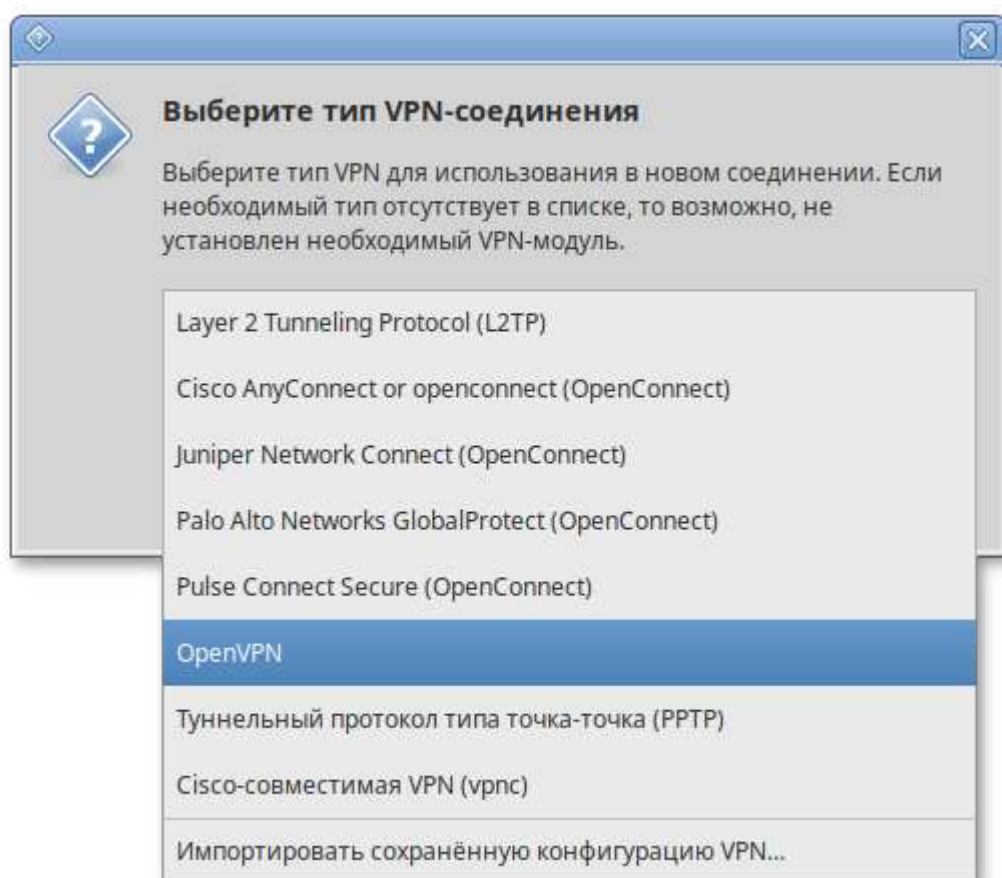 Выберите тип VPN-соединения
Выберите тип VPN для использования в новом соединении. Если
необходимый тип отсутствует в списке, то возможно, не
установлен необходимый VPN-модуль.
Layer 2 Tunneling Protocol (L2TP)
Cisco AnyConnect or openconnect (OpenConnect)
Juniper Network Connect (OpenConnect)
Palo Alto Networks GlobalProtect (OpenConnect)
Pulse Connect Secure (OpenConnect)
OpenVPN
Туннельный протокол типа точка-точка (PPTP)
Cisco-совместимая VPN (vpnc)
Импортировать сохранённую конфигурацию VPN...